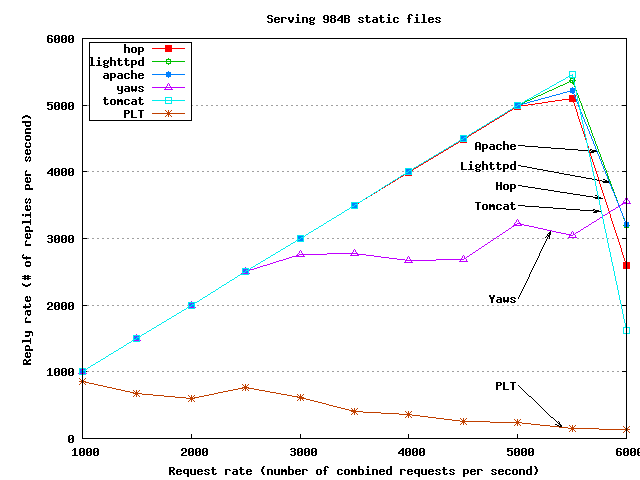 Serving 984B static files
6000
5000
4000
3000
2000
1000
0
Reply rate (# of replies per second)
hop
lighttpd
apache
yaws
tomcat
PLT
Apache
Lighttpd
Hop
Tomcat
Yaws
PLT
1000 2000 3000 4000 5000 6000
Request rate (number of combined requests per second)